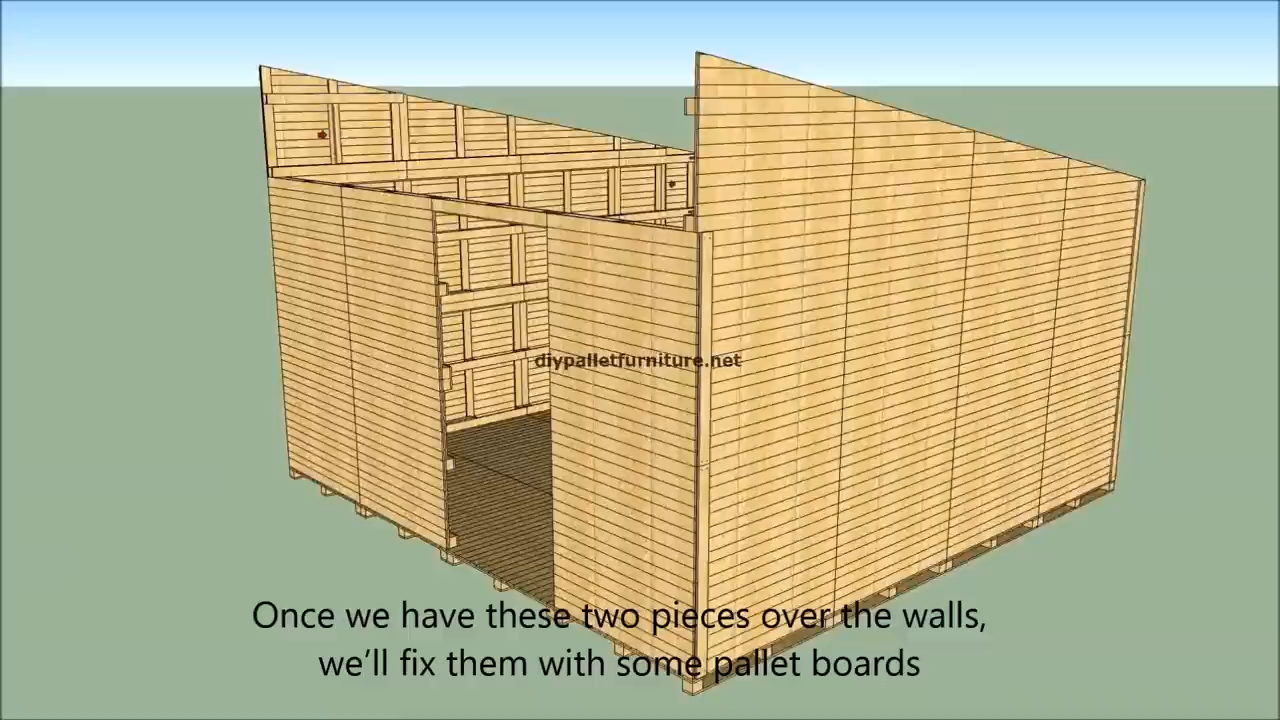 diypalletfurniture.net
Once we have these two pieces over the walls,
we'll fix them with some pallet boards